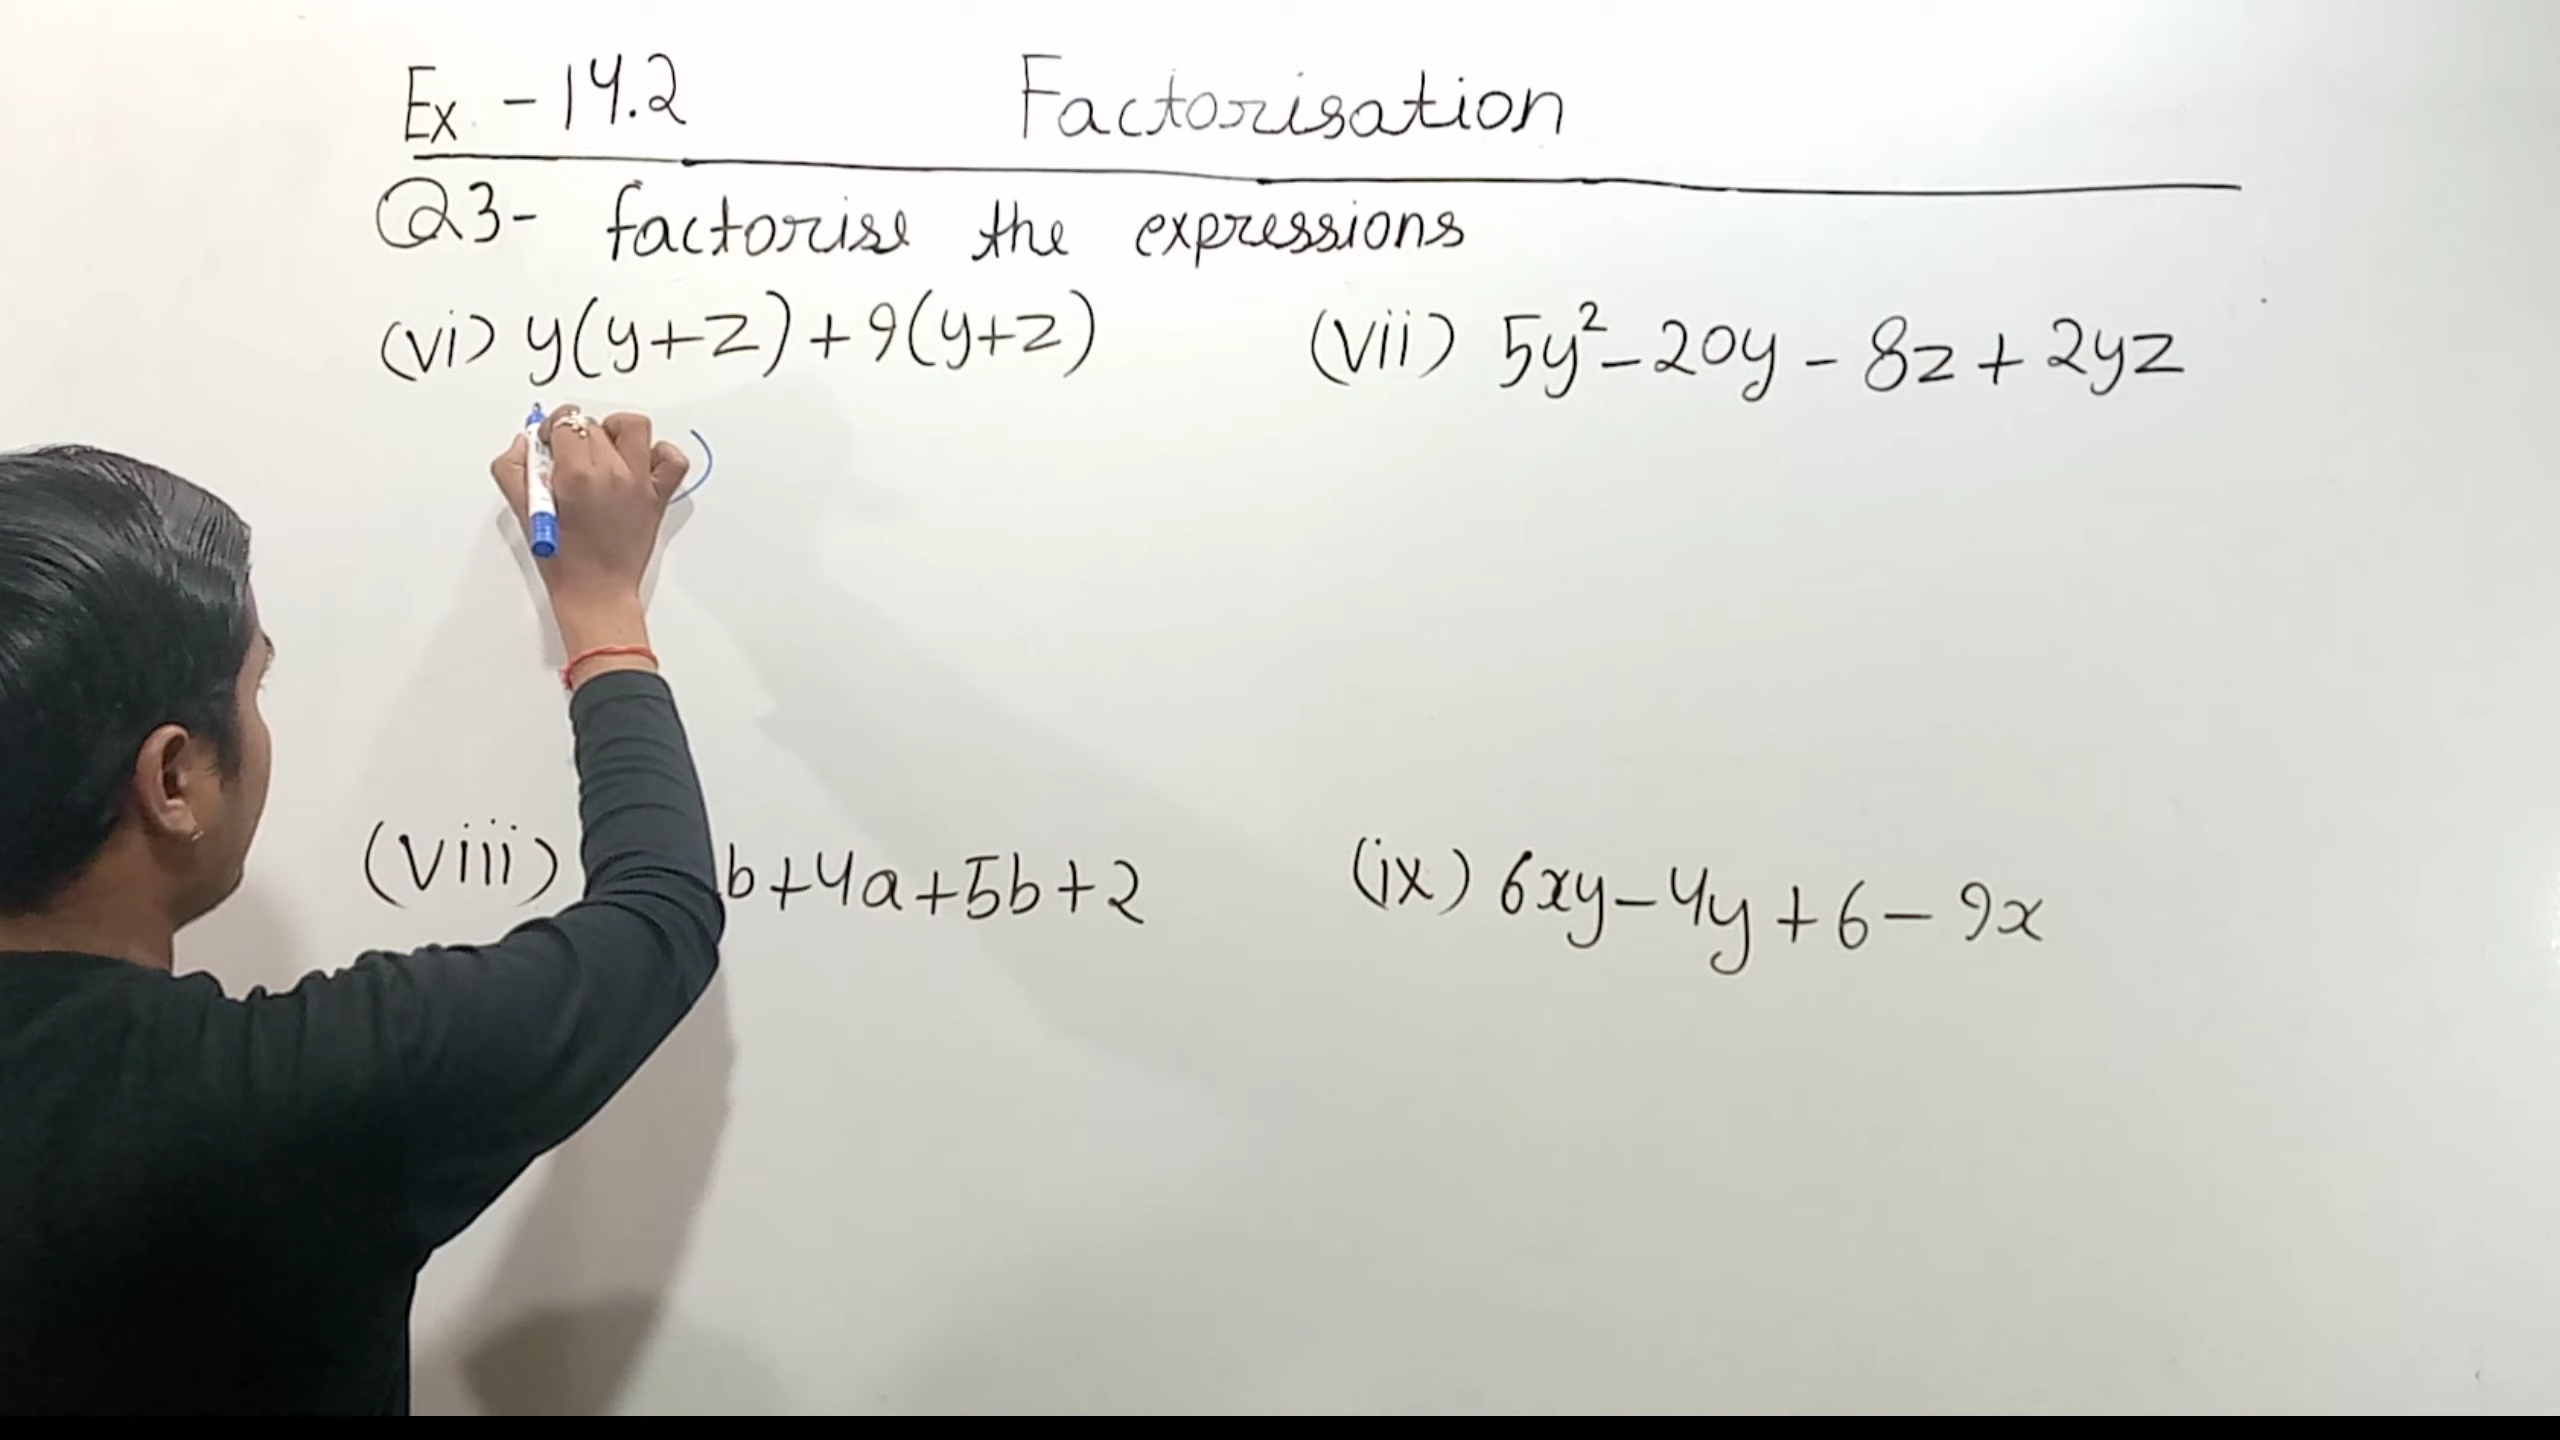 Ex - 14.2 Factorisation
Q3- factorise the expressions
(vi) y(y+z)+9(y+z) (vii) 5y²-20y-8z+2yz
)
(viii) b+4a+5b+2 (ix) 6xy-4y+6-9x